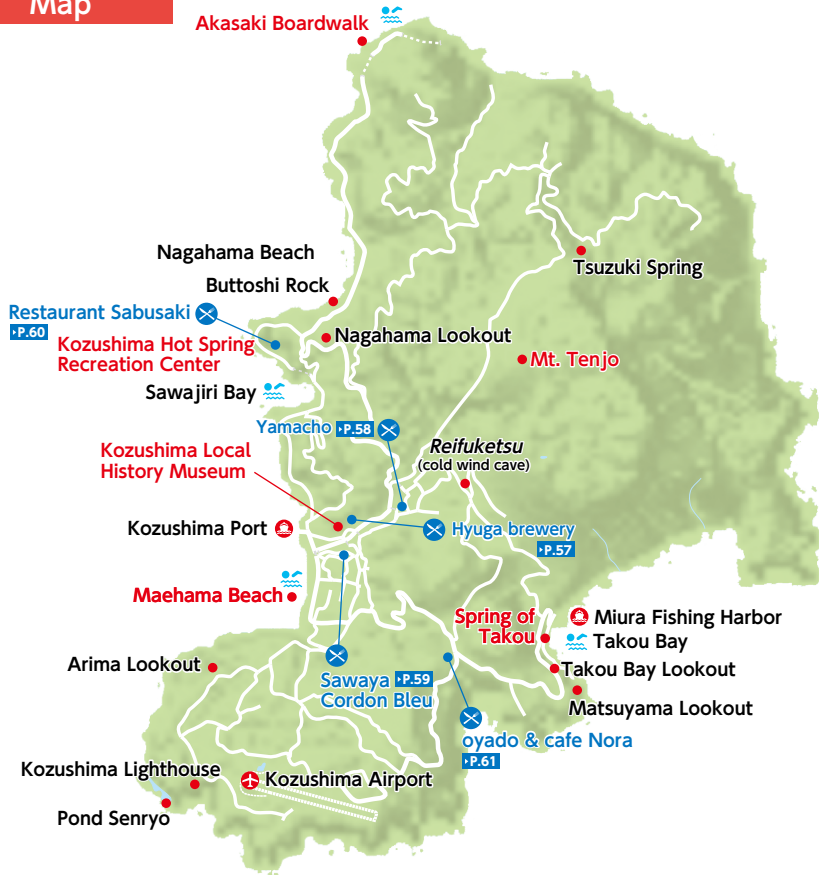 Map
Akasaki Boardwalk
Nagahama Beach
Tsuzuki Spring
Buttoshi Rock
Restaurant Sabusaki
P.60
Nagahama Lookout
Kozushima Hot Spring
Recreation Center
Mt. Tenjo
Sawajiri Bay
Yamacho P.58
Reifuketsu
(cold wind cave)
Kozushima Local
History Museum
Kozushima Port
Hyuga brewery
P.57
Maehama Beach
Spring of
Takou
Miura Fishing Harbor
Takou Bay
Arima Lookout
Takou Bay Lookout
Sawaya P.59
Cordon Bleu
Matsuyama Lookout
oyado & cafe Nora
P.61
Kozushima Lighthouse
Kozushima Airport
Pond Senryo